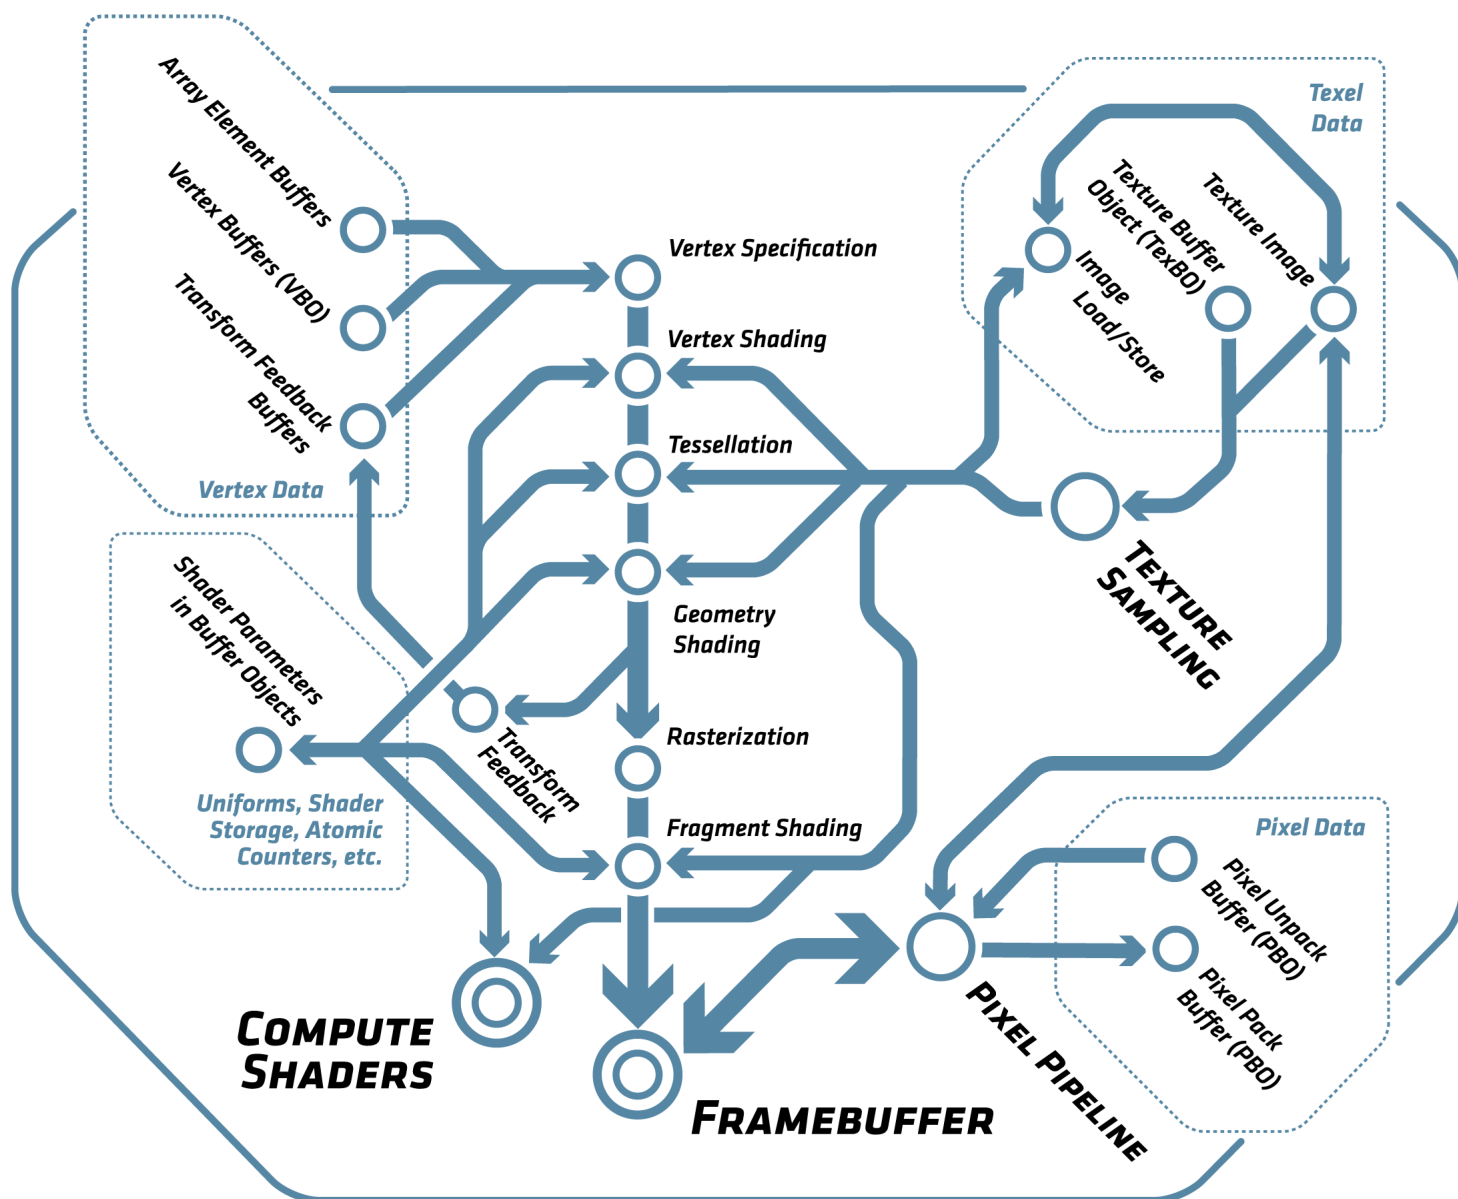 Array Element Buffers
Vertex Buffers (VBO)
Transform Feedback
Buffers
Vertex Data
Shader Parameters
in Buffer Objects
Uniforms, Shader
Storage, Atomic
Counters, etc.
Vertex Specification
Vertex Shading
Tessellation
Geometry
Shading
Transform
Feedback
Rasterization
Fragment Shading
Texel
Data
Image
Load/Store
Texture Buffer
Object (TexBO)
Texture Image
TEXTURE
SAMPLING
Pixel Data
Pixel Unpack
Buffer (PBO)
Pixel Pack
Buffer (PBO)
PIXEL PIPELINE
COMPUTE
SHADERS
FRAMEBUFFER